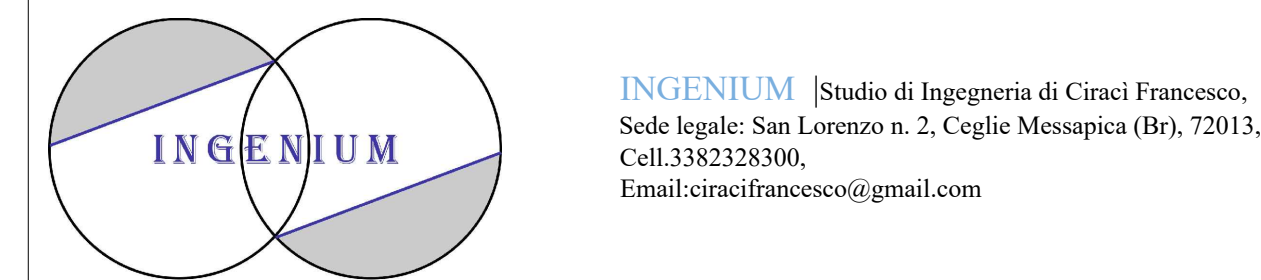 INGENIUM
INGENIUM |Studio di Ingegneria di Ciracì Francesco,
Sede legale: San Lorenzo n. 2, Ceglie Messapica (Br), 72013,
Cell.3382328300,
Email:ciracifrancesco@gmail.com